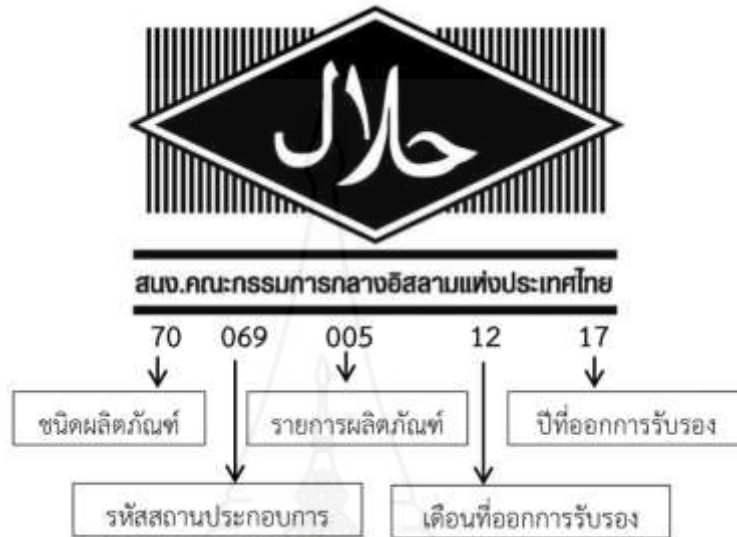 حلال
สนง.คณะกรรมการกลางอิสลามแห่งประเทศไทย
70 069 005 12 17
ชนิดผลิตภัณฑ์ รายการผลิตภัณฑ์ ปีที่ออกการรับรอง
รหัสสถานประกอบการ เดือนที่ออกการรับรอง